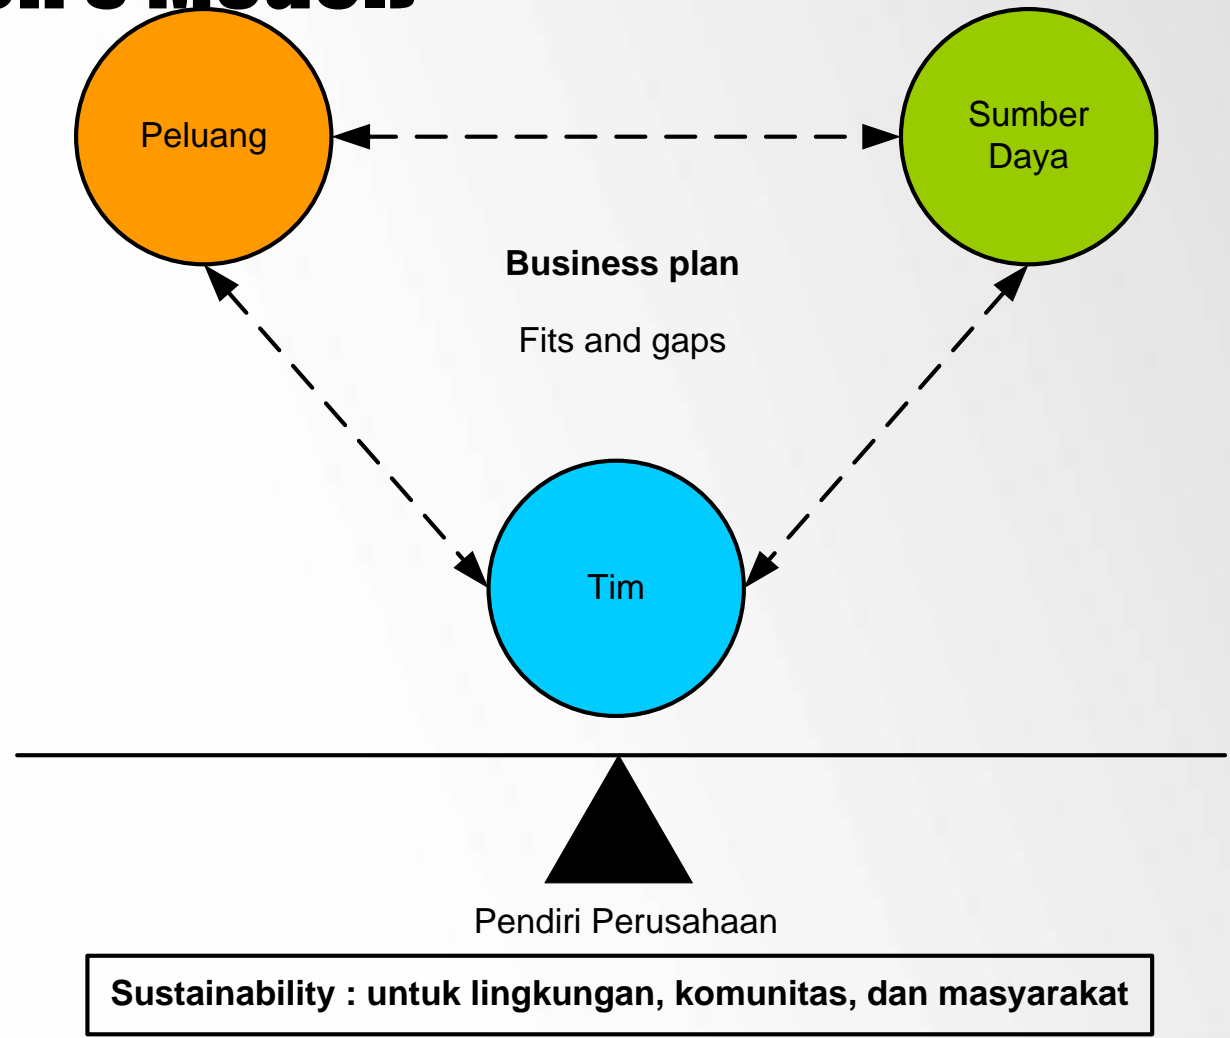 Peluang
Sumber
Daya
Business plan
Fits and gaps
Tim
Pendiri Perusahaan
Sustainability : untuk lingkungan, komunitas, dan masyarakat